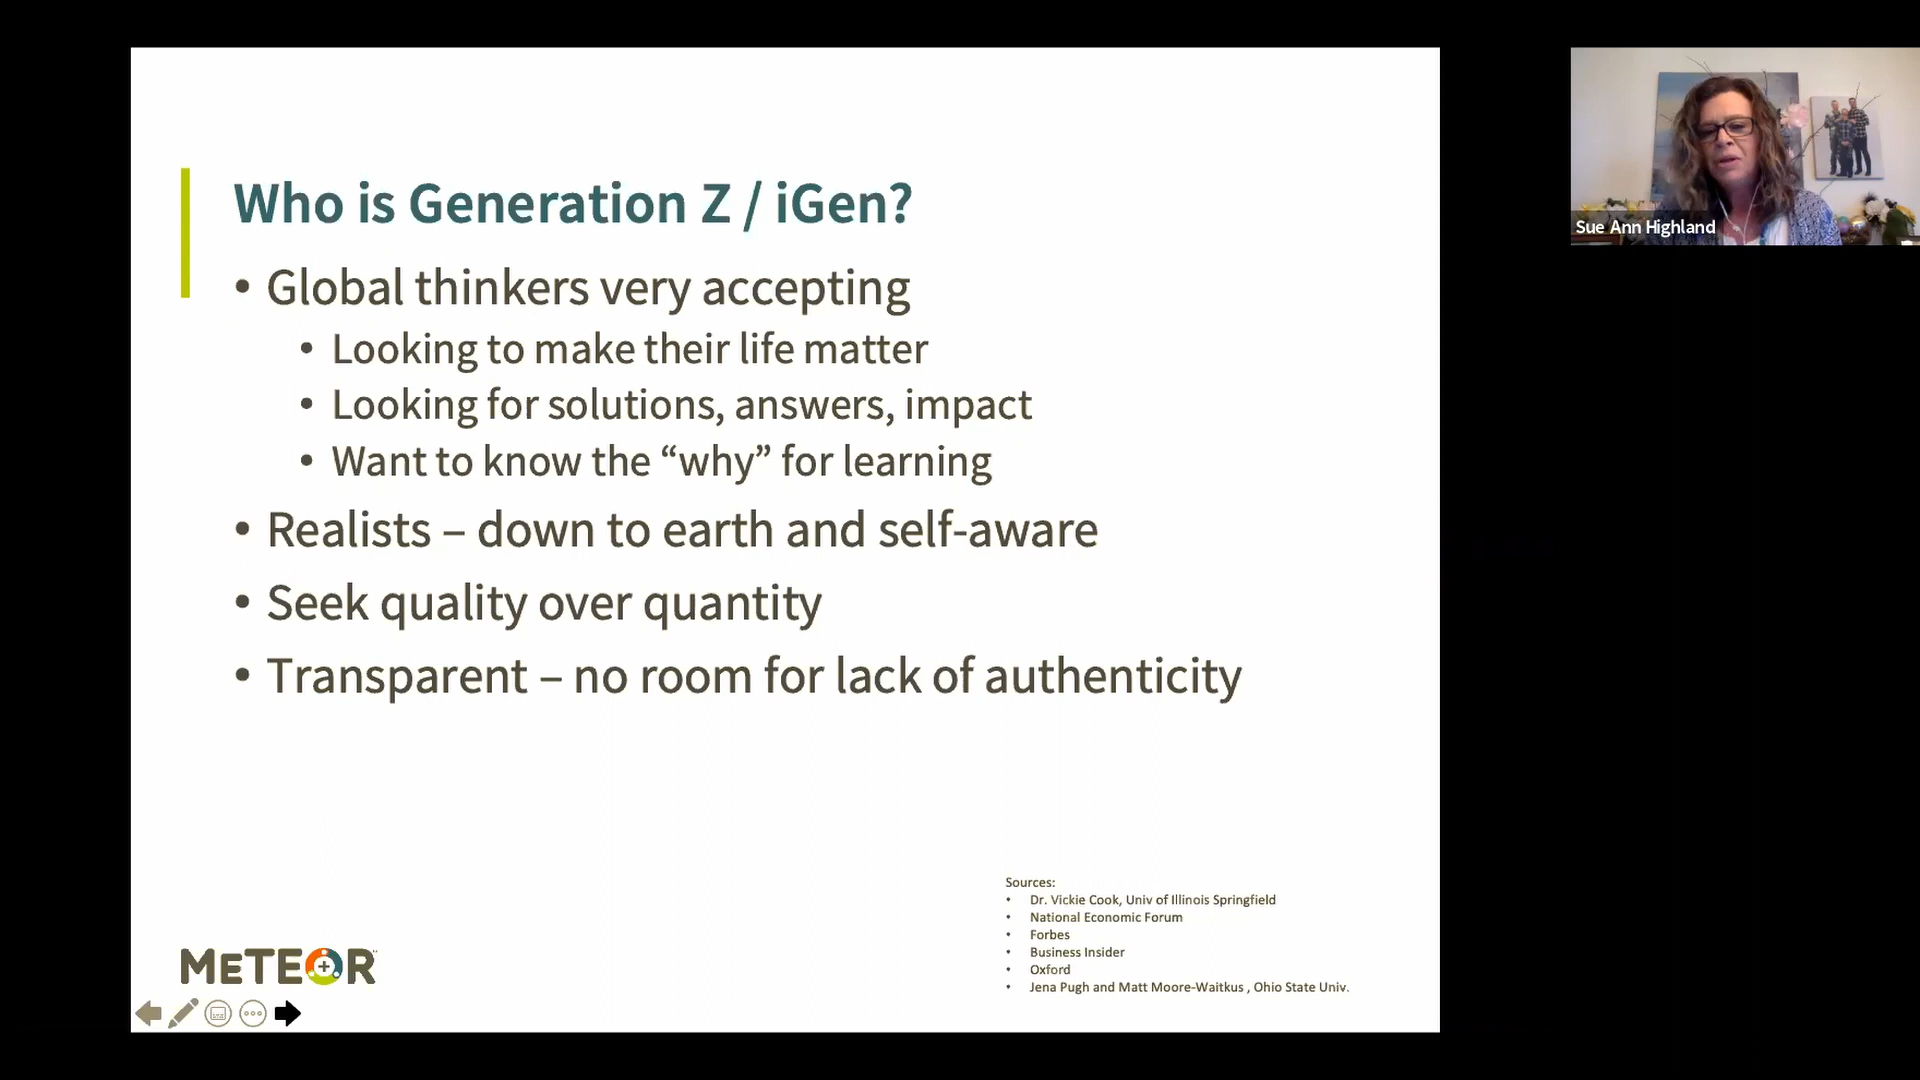 Who is Generation Z / iGen?
• Global thinkers very accepting
• Looking to make their life matter
• Looking for solutions, answers, impact
• Want to know the “why” for learning
• Realists – down to earth and self-aware
• Seek quality over quantity
• Transparent – no room for lack of authenticity
Sources:
• Dr. Vickie Cook, Univ of Illinois Springfield
• National Economic Forum
• Forbes
• Business Insider
• Oxford
• Jena Pugh and Matt Moore-Waitkus , Ohio State Univ.
METEOR
Sue Ann Highland